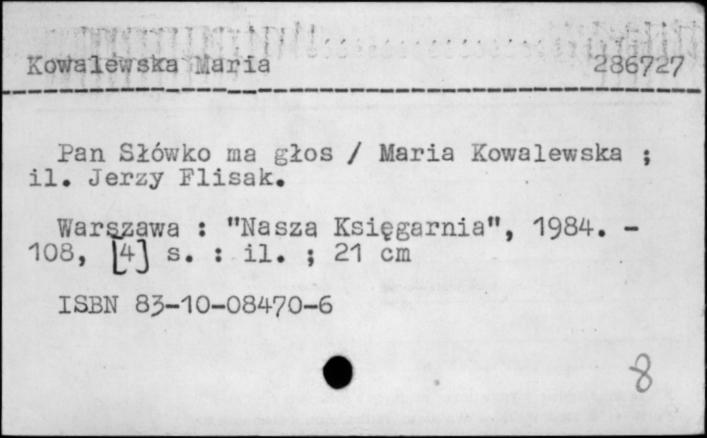 Kowalewska Maria 286727
Pan Słówko ma głos / Maria Kowalewska ;
il. Jerzy Flisak.
Warszawa : "Nasza Księgarnia", 1984. -
108, [4] s. : il. ; 21 cm
ISBN 83-10-08470-6
8